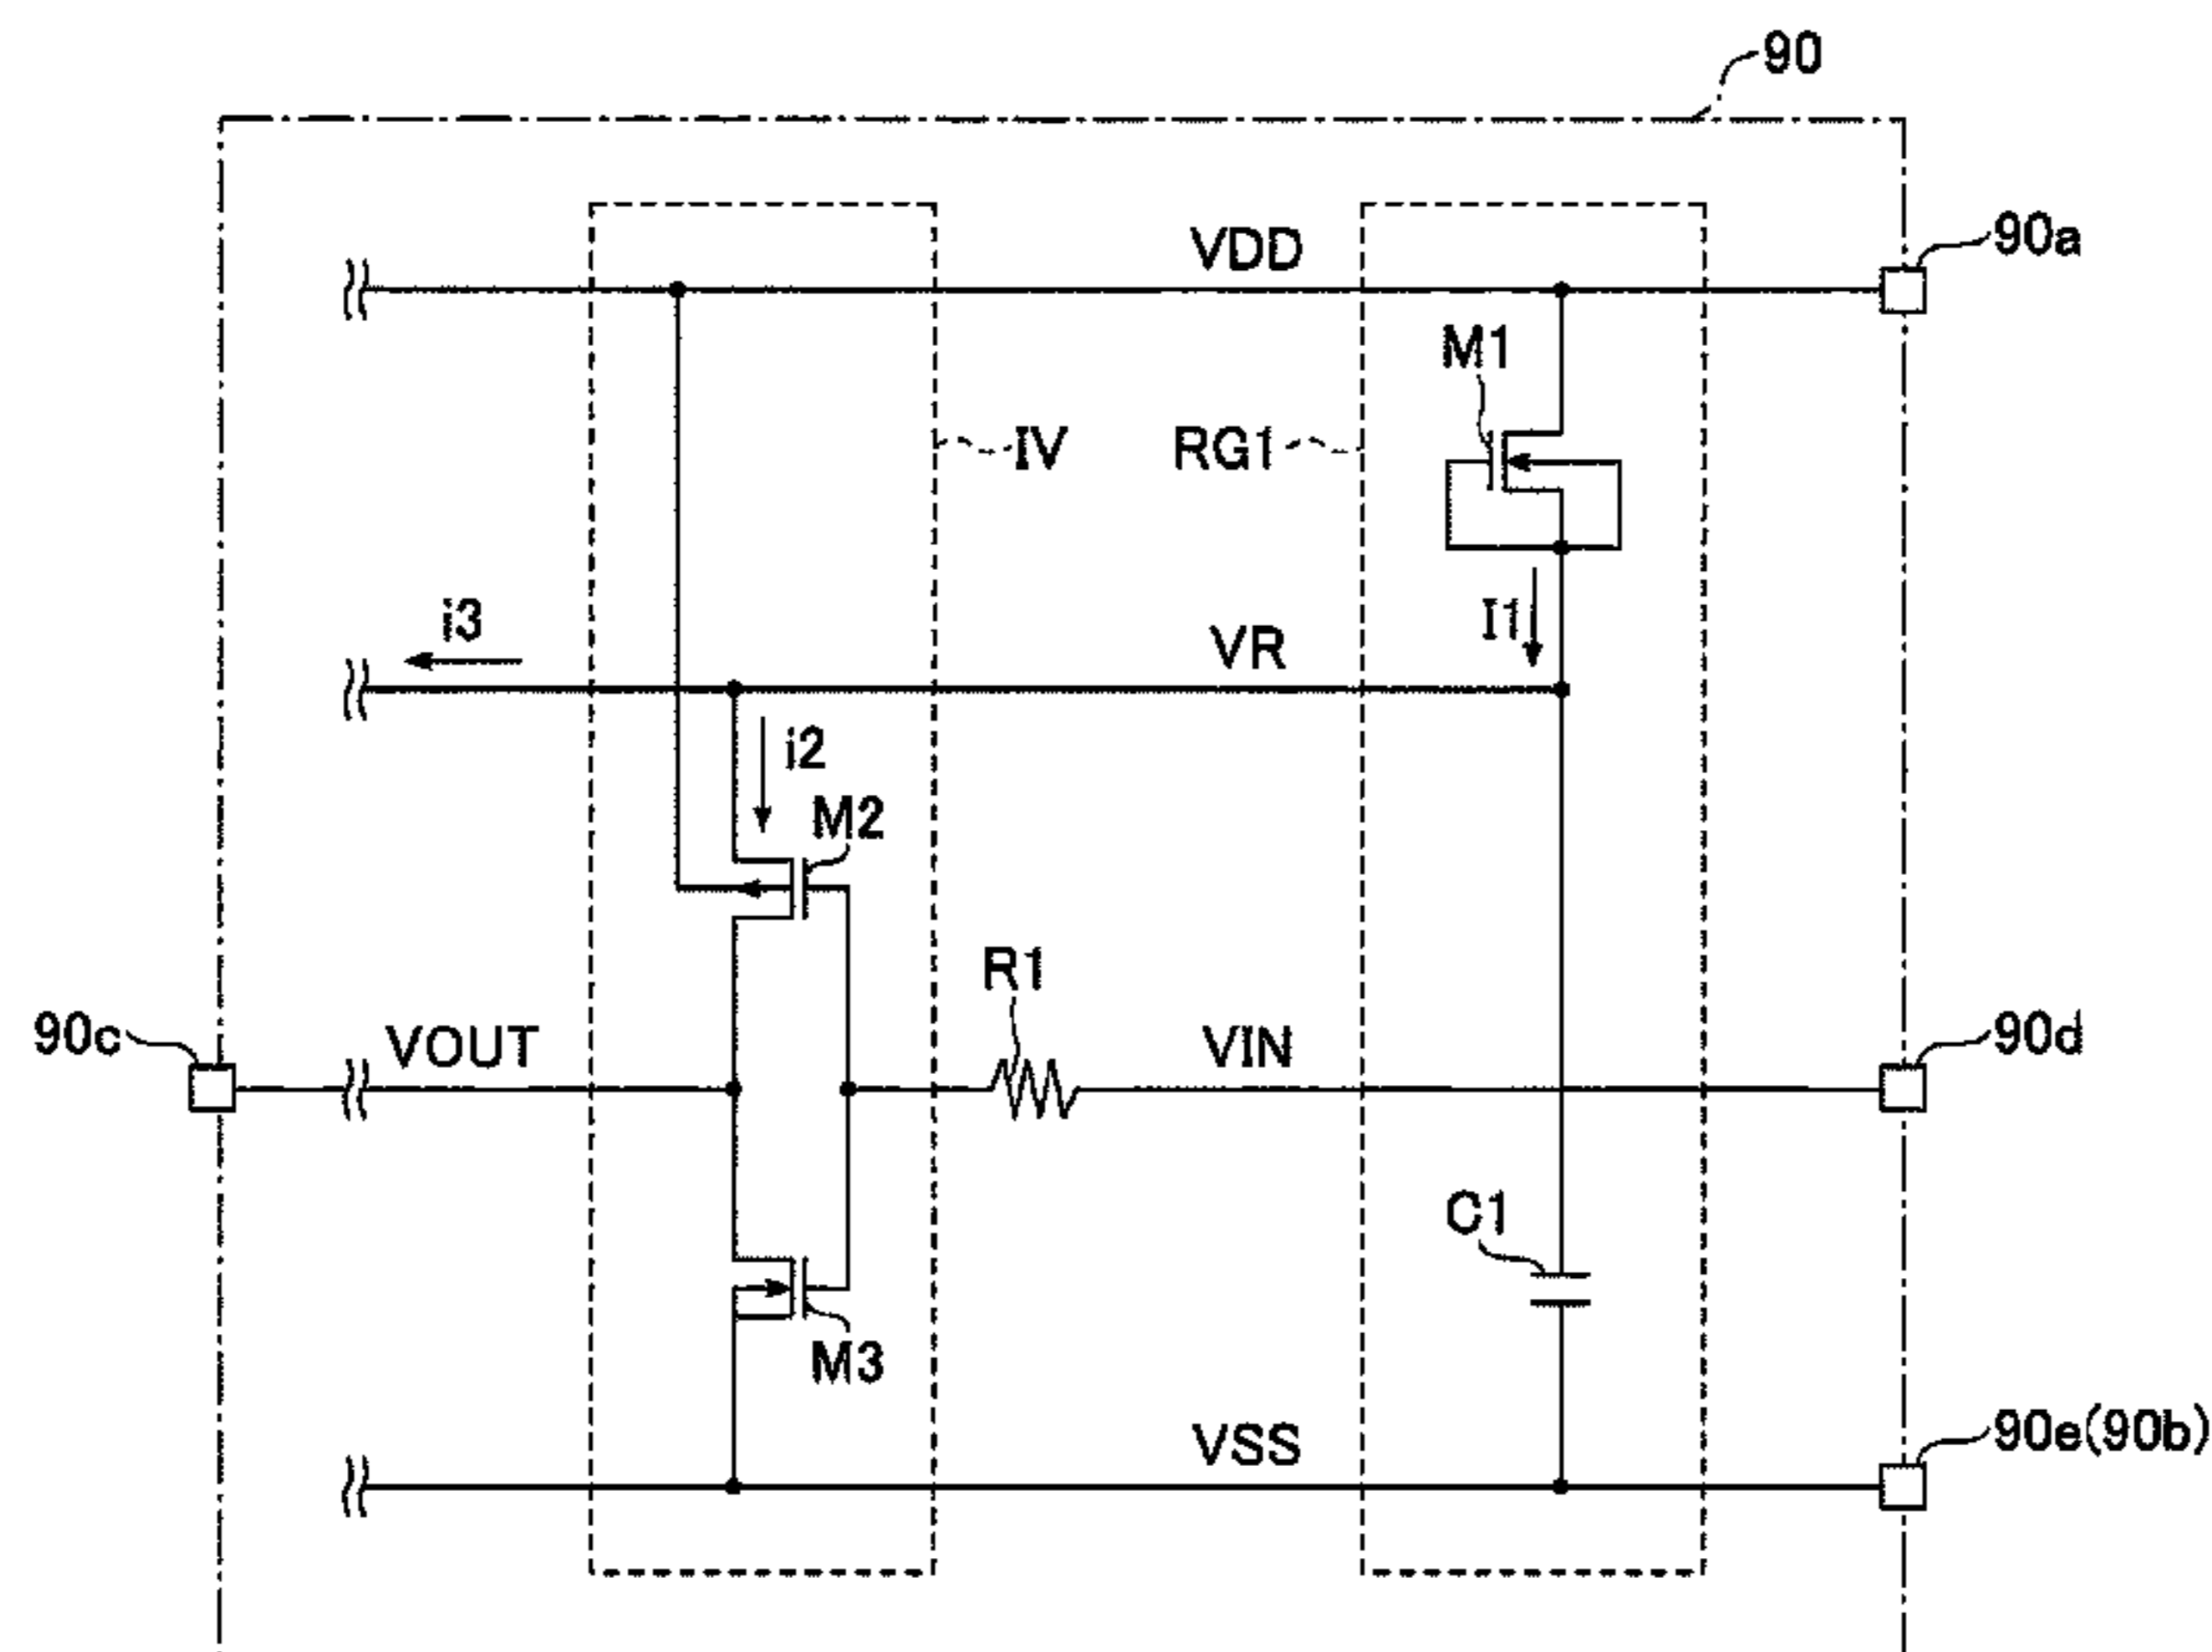 90
VDD
90a
M1
IV
RG1
i3
VR
I1
i2
M2
R1
90c
VOUT
VIN
90d
C1
M3
VSS
90e(90b)